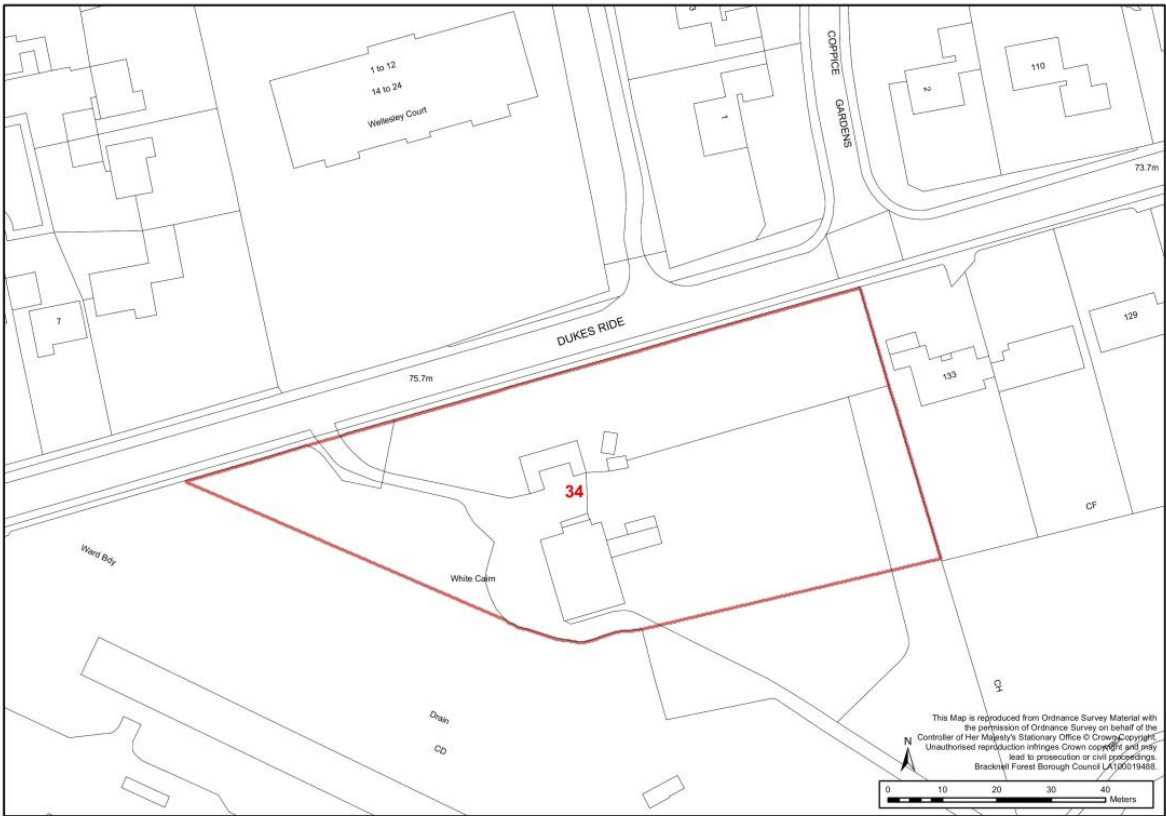 3
COPPICE
GARDENS
1 to 12
14 to 24
Wellesley Court
110
2
1
73.7m
7
DUKES RIDE
129
75.7m
133
34
CF
Ward Bdy
White Cairn
CH
Drain
CD
This Map is reproduced from Ordnance Survey Material with
the permission of Ordnance Survey on behalf of the
Controller of Her Majesty's Stationary Office © Crown Copyright.
Unauthorised reproduction infringes Crown copyright and may
lead to prosecution or civil proceedings.
Bracknell Forest Borough Council LA100019488.
N
0 10 20 30 40
Meters